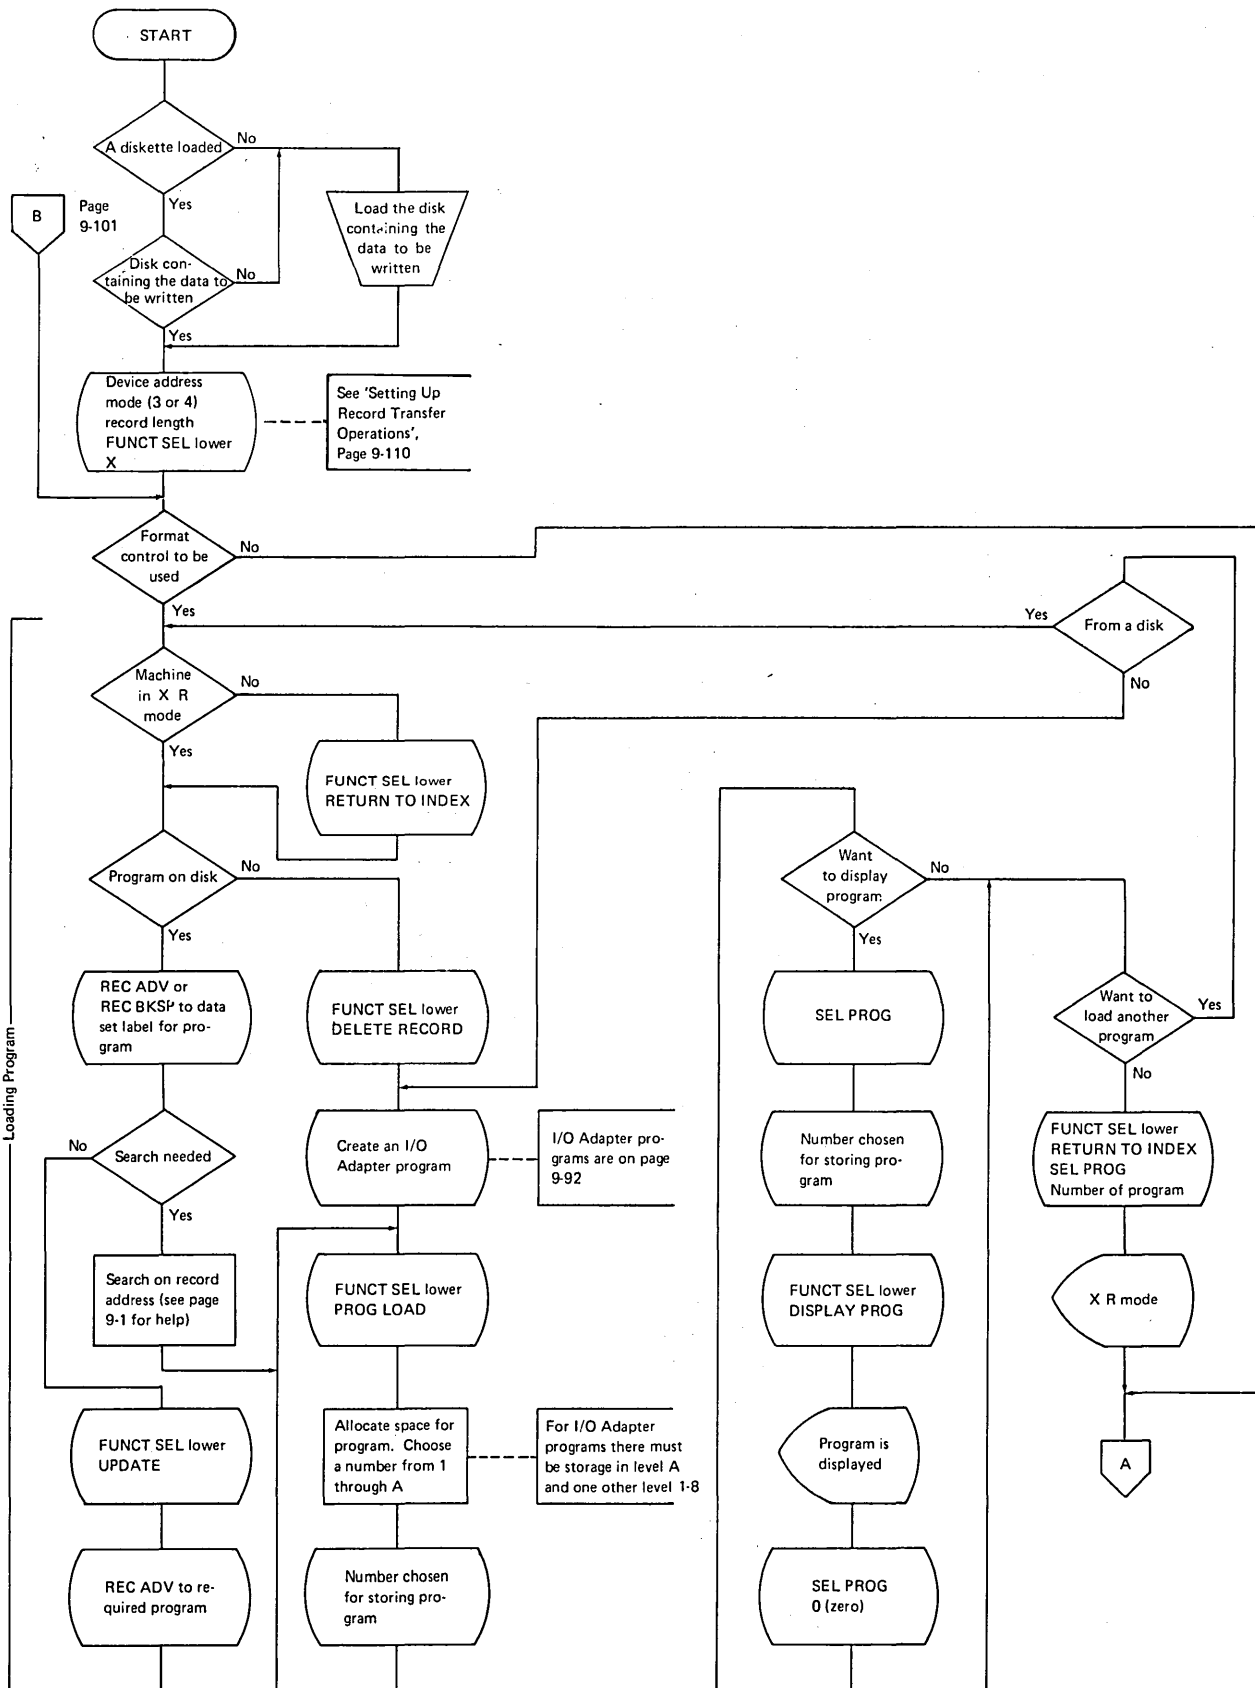 START
A diskette loaded
No
Yes
B
Page
9-101
Disk con-
taining the data to
be written
No
Yes
Load the disk
containing the
data to be
written
Device address
mode (3 or 4)
record length
FUNCT SEL lower
X
See 'Setting Up
Record Transfer
Operations',
Page 9-110
Format
control to be
used
No
Yes
From a disk
Yes
No
Loading Program
Machine
in X R
mode
No
Yes
FUNCT SEL lower
RETURN TO INDEX
Program on disk
No
Yes
REC ADV or
REC BKSP to data
set label for pro-
gram
FUNCT SEL lower
DELETE RECORD
Search needed
No
Yes
Create an I/O
Adapter program
I/O Adapter pro-
grams are on page
9-92
Search on record
address (see page
9-1 for help)
FUNCT SEL lower
PROG LOAD
FUNCT SEL lower
UPDATE
Allocate space for
program. Choose
a number from 1
through A
For I/O Adapter
programs there must
be storage in level A
and one other level 1-8
REC ADV to re-
quired program
Number chosen
for storing pro-
gram
Want
to display
program
No
Yes
SEL PROG
Number chosen
for storing pro-
gram
FUNCT SEL lower
DISPLAY PROG
Program is
displayed
SEL PROG
0 (zero)
Want to
load another
program
Yes
No
FUNCT SEL lower
RETURN TO INDEX
SEL PROG
Number of program
X R mode
A